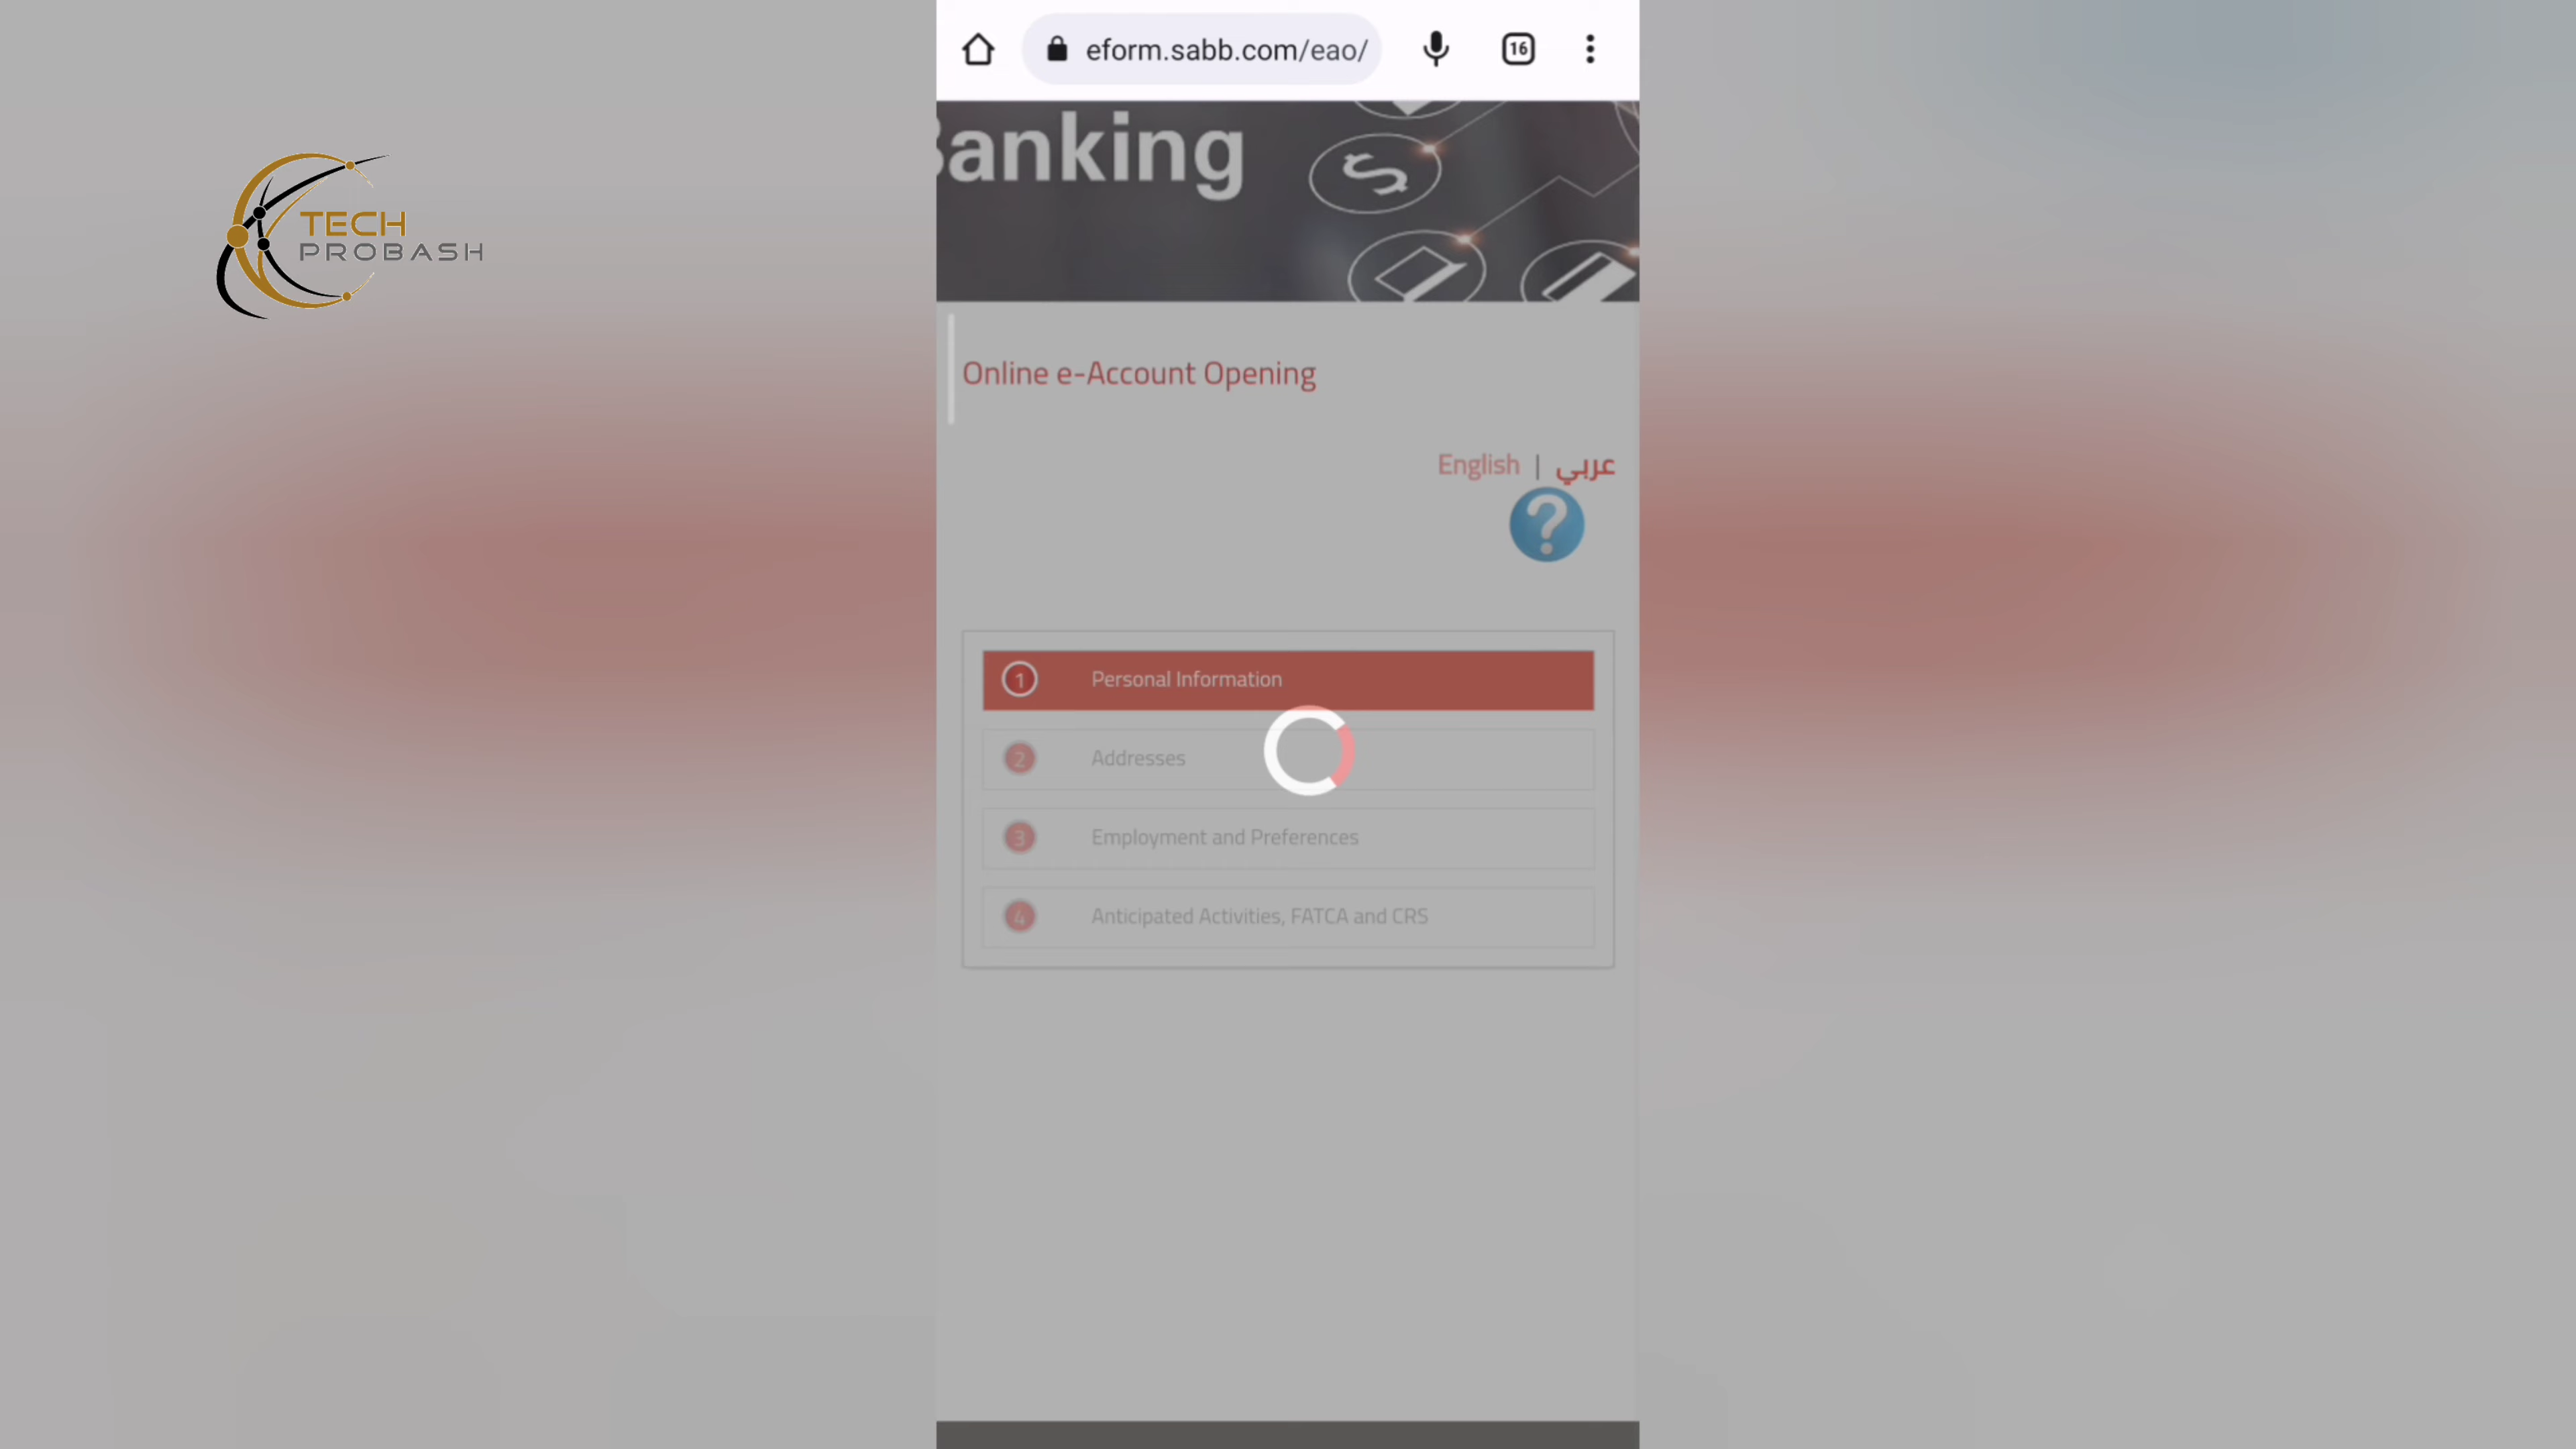 eform.sabb.com/eao/
16
Banking
TECH
PROBASH
Online e-Account Opening
English | عربي
?
1 Personal Information
2 Addresses
3 Employment and Preferences
4 Anticipated Activities, FATCA and CRS